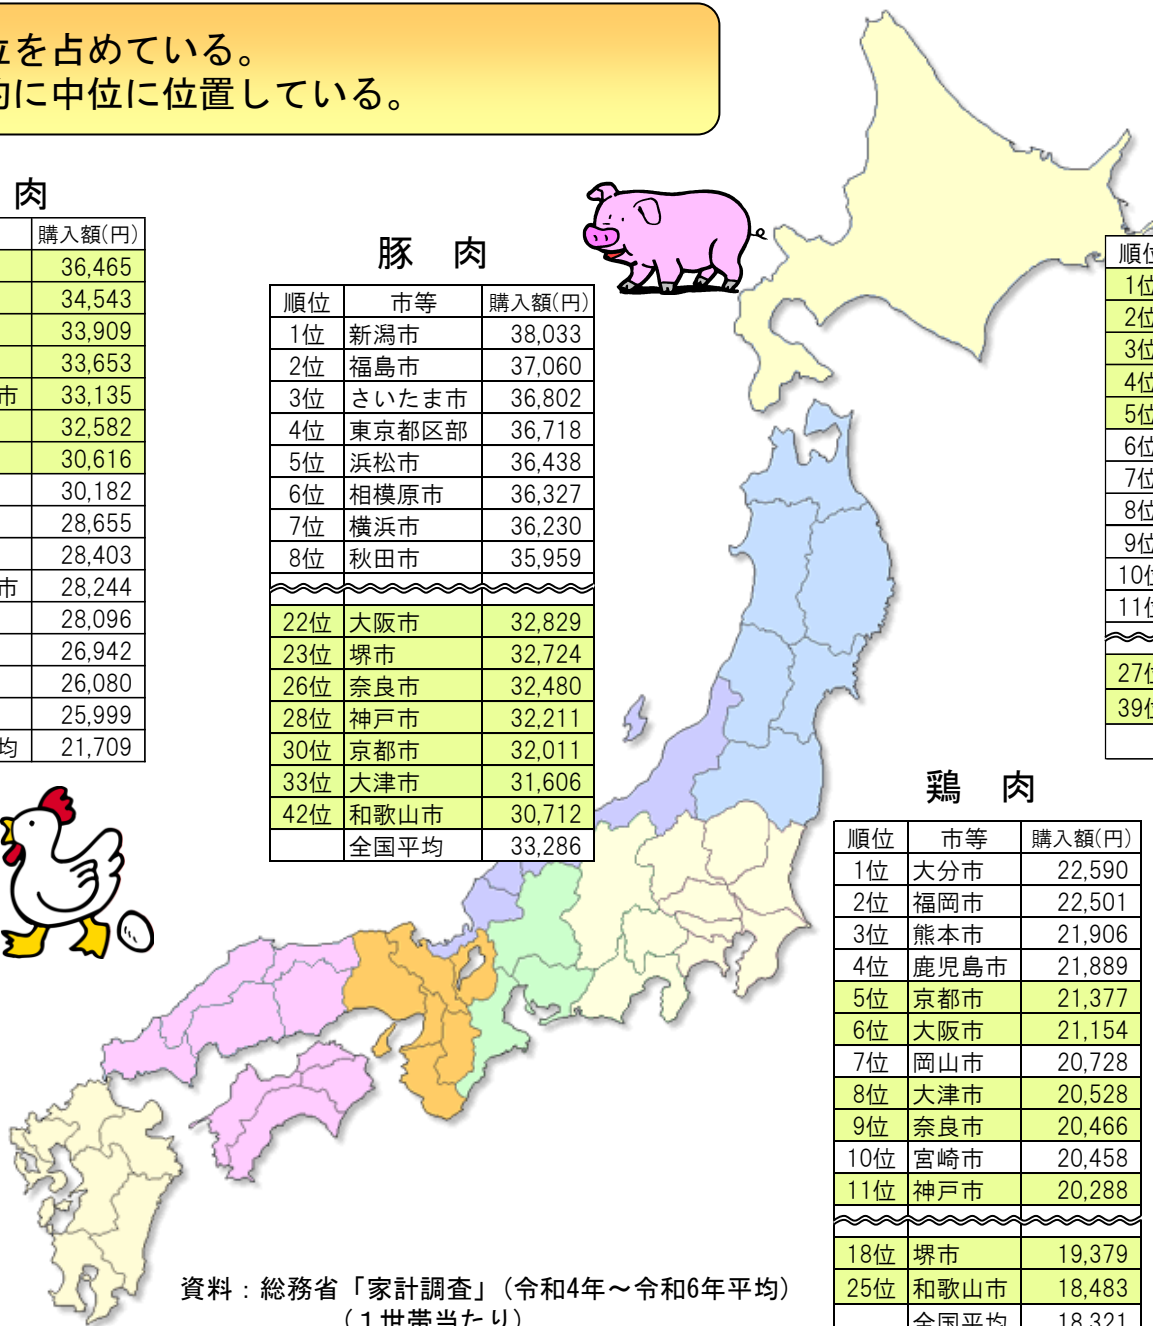 位を占めている。
的に中位に位置している。
肉
購入額(円)
36,465
34,543
33,909
33,653
市 33,135
32,582
30,616
30,182
28,655
28,403
市 28,244
28,096
26,942
26,080
25,999
均 21,709
豚 肉
順位 市等 購入額(円)
1位 新潟市 38,033
2位 福島市 37,060
3位 さいたま市 36,802
4位 東京都区部 36,718
5位 浜松市 36,438
6位 相模原市 36,327
7位 横浜市 36,230
8位 秋田市 35,959
22位 大阪市 32,829
23位 堺市 32,724
26位 奈良市 32,480
28位 神戸市 32,211
30位 京都市 32,011
33位 大津市 31,606
42位 和歌山市 30,712
全国平均 33,286
順位
1位
2位
3位
4位
5位
6位
7位
8位
9位
10位
11位
27位
39位
鶏 肉
順位 市等 購入額(円)
1位 大分市 22,590
2位 福岡市 22,501
3位 熊本市 21,906
4位 鹿児島市 21,889
5位 京都市 21,377
6位 大阪市 21,154
7位 岡山市 20,728
8位 大津市 20,528
9位 奈良市 20,466
10位 宮崎市 20,458
11位 神戸市 20,288
18位 堺市 19,379
25位 和歌山市 18,483
全国平均 18,321
資料：総務省「家計調査」（令和4年～令和6年平均）
（１世帯当たり）